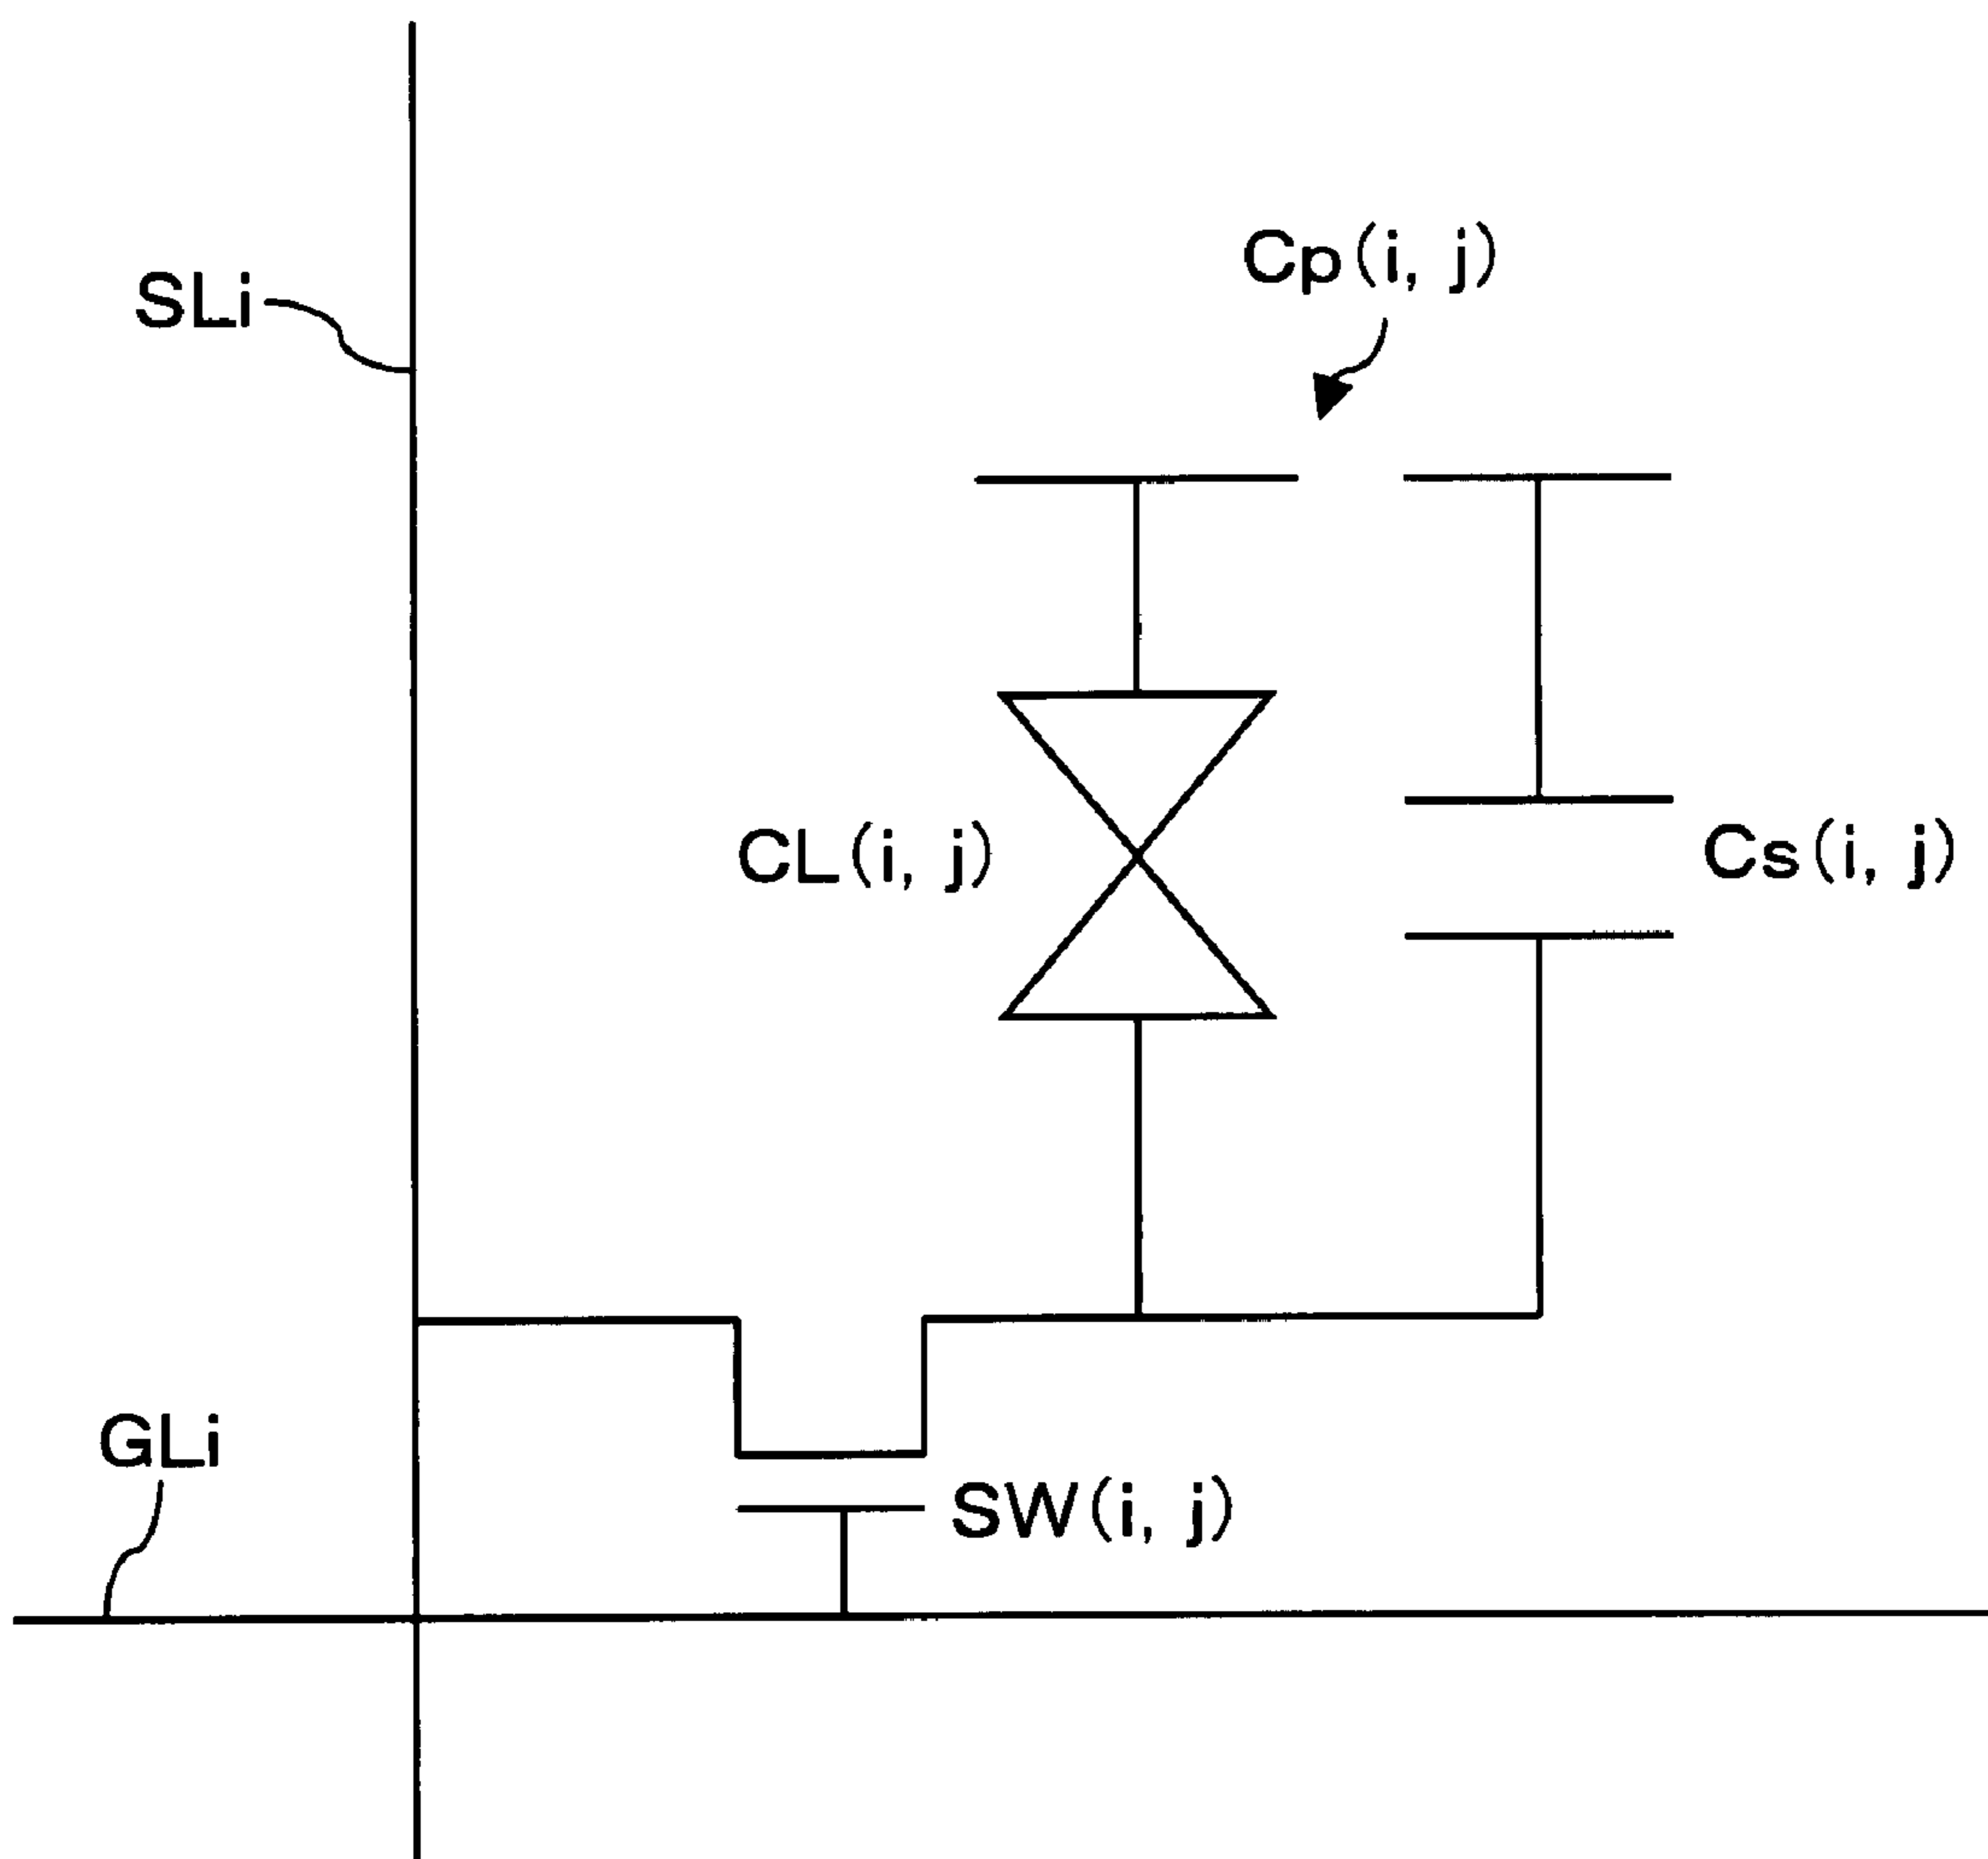 Cp(i, j)
SLi
CL(i, j)
Cs(i, j)
GLi
SW(i, j)